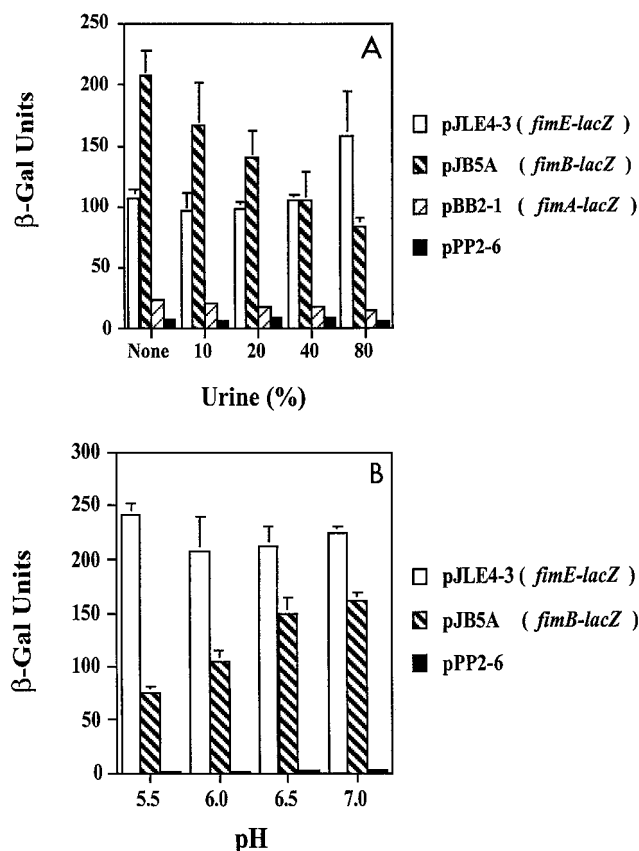 A
β-Gal Units
250
200
150
100
50
0
None 10 20 40 80
Urine (%)
pJLE4-3 ( fimE-lacZ )
pJB5A ( fimB-lacZ )
pBB2-1 ( fimA-lacZ )
pPP2-6
B
β-Gal Units
300
250
200
150
100
50
0
5.5 6.0 6.5 7.0
pH
pJLE4-3 ( fimE-lacZ )
pJB5A ( fimB-lacZ )
pPP2-6